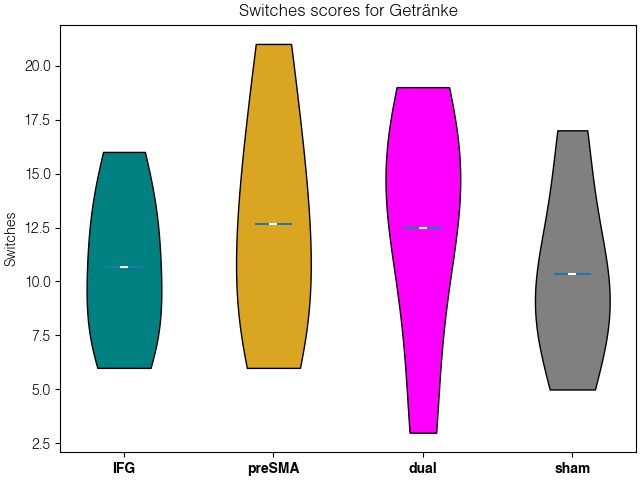 Switches scores for Getränke
Switches
20.0
17.5
15.0
12.5
10.0
7.5
5.0
2.5
IFG
preSMA
dual
sham